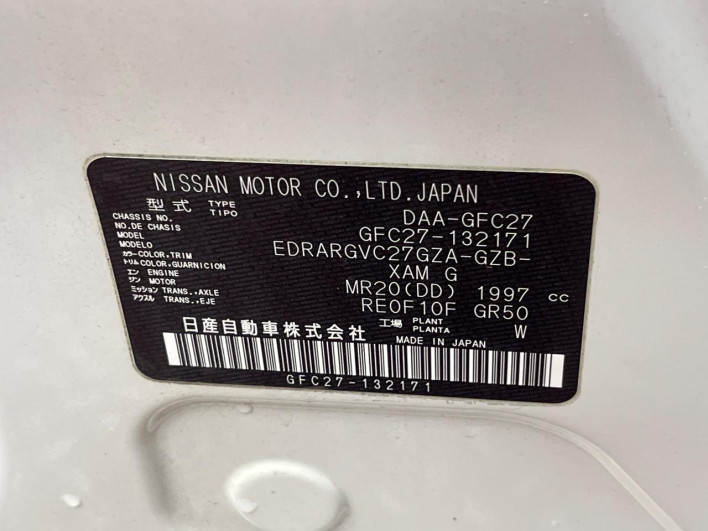 NISSAN MOTOR CO.,LTD.JAPAN
型式 TYPE TIPO DAA-GFC27
CHASSIS NO. NO.DE CHASIS GFC27-132171
MODEL MODELO EDRARGVC27GZA-GZB-
カラー COLOR,TRIM トリム COLOR,GUARNICION XAM G
エンジン ENGINE MOTOR MR20(DD) 1997 cc
ミッション TRANS.,AXLE アクスル TRANS.,EJE RE0F10F GR50
工場 PLANT PLANTA W
日産自動車株式会社 MADE IN JAPAN
GFC27-132171